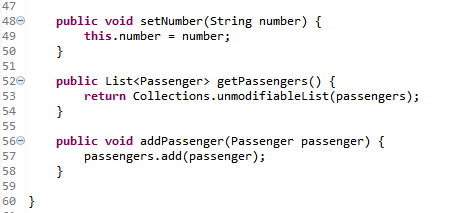 47
48 public void setNumber(String number) {
49 this.number = number;
50 }
51
52 public List<Passenger> getPassengers() {
53 return Collections.unmodifiableList(passengers);
54 }
55
56 public void addPassenger(Passenger passenger) {
57 passengers.add(passenger);
58 }
59
60 }